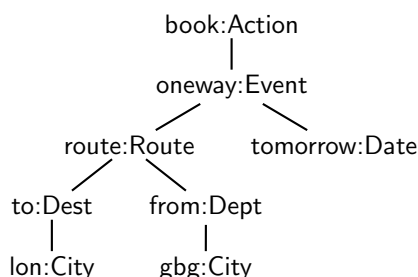 book:Action
oneway:Event
route:Route tomorrow:Date
to:Dest from:Dept
lon:City gbg:City